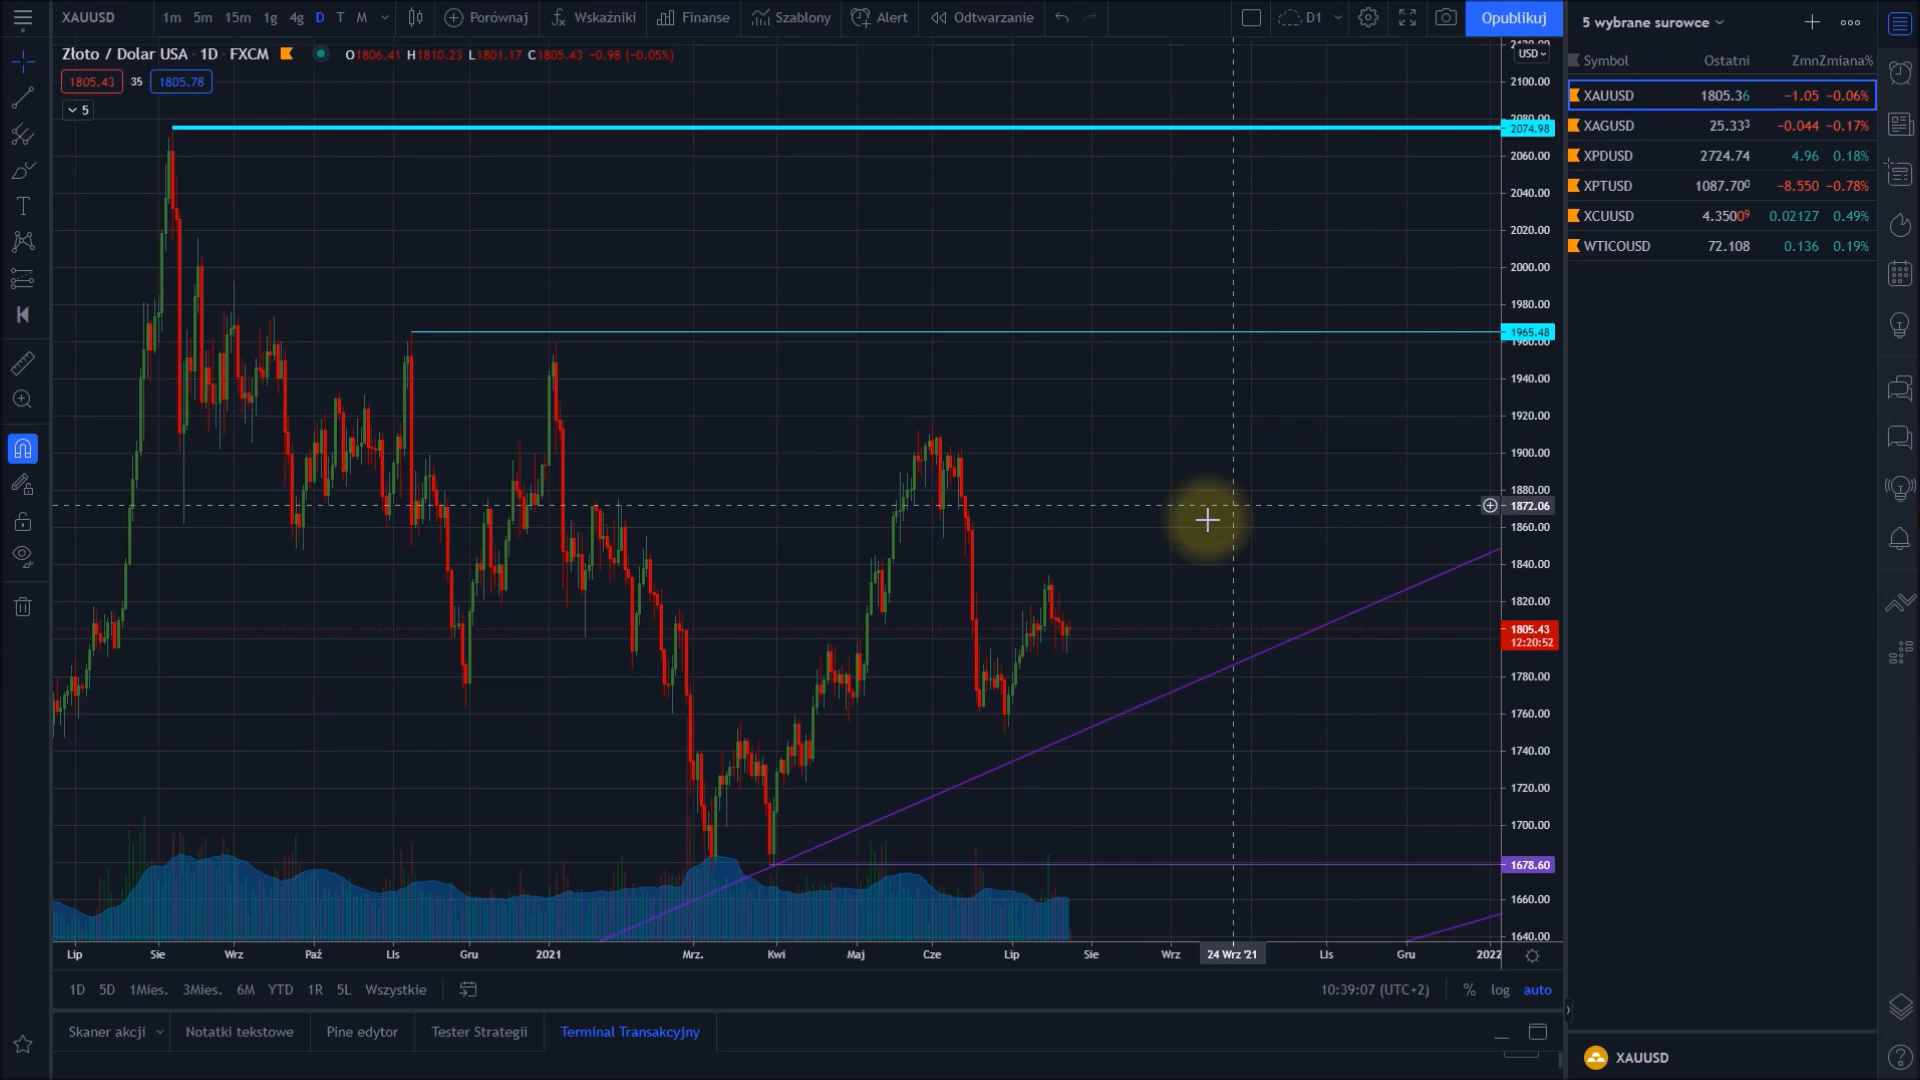 XAUUSD 1m 5m 15m 1g 4g D T M Porównaj Wskaźniki Finanse Szablony Alert Odtwarzanie D1 Opublikuj
Złoto / Dolar USA · 1D · FXCM O1806.41 H1810.23 L1801.17 C1805.43 −0.98 (−0.05%)
1805.43 35 1805.78
5
USD
2100.00
2074.98
2060.00
2040.00
2020.00
2000.00
1980.00
1965.48
1960.00
1940.00
1920.00
1900.00
1880.00
1872.06
1860.00
1840.00
1820.00
1805.43
12:20:52
1780.00
1760.00
1740.00
1720.00
1700.00
1678.60
1660.00
1640.00
Lip Sie Wrz Paź Lis Gru 2021 Mrz. Kwi Maj Cze Lip Sie Wrz 24 Wrz '21 Lis Gru 2022
1D 5D 1Mies. 3Mies. 6M YTD 1R 5L Wszystkie 10:39:07 (UTC+2) % log auto
Skaner akcji Notatki tekstowe Pine edytor Tester Strategii Terminal Transakcyjny
5 wybrane surowce
Symbol Ostatni Zmn Zmiana%
XAUUSD 1805.36 −1.05 −0.06%
XAGUSD 25.333 −0.044 −0.17%
XPDUSD 2724.74 4.96 0.18%
XPTUSD 1087.700 −8.550 −0.78%
XCUUSD 4.35009 0.02127 0.49%
WTICOUSD 72.108 0.136 0.19%
XAUUSD